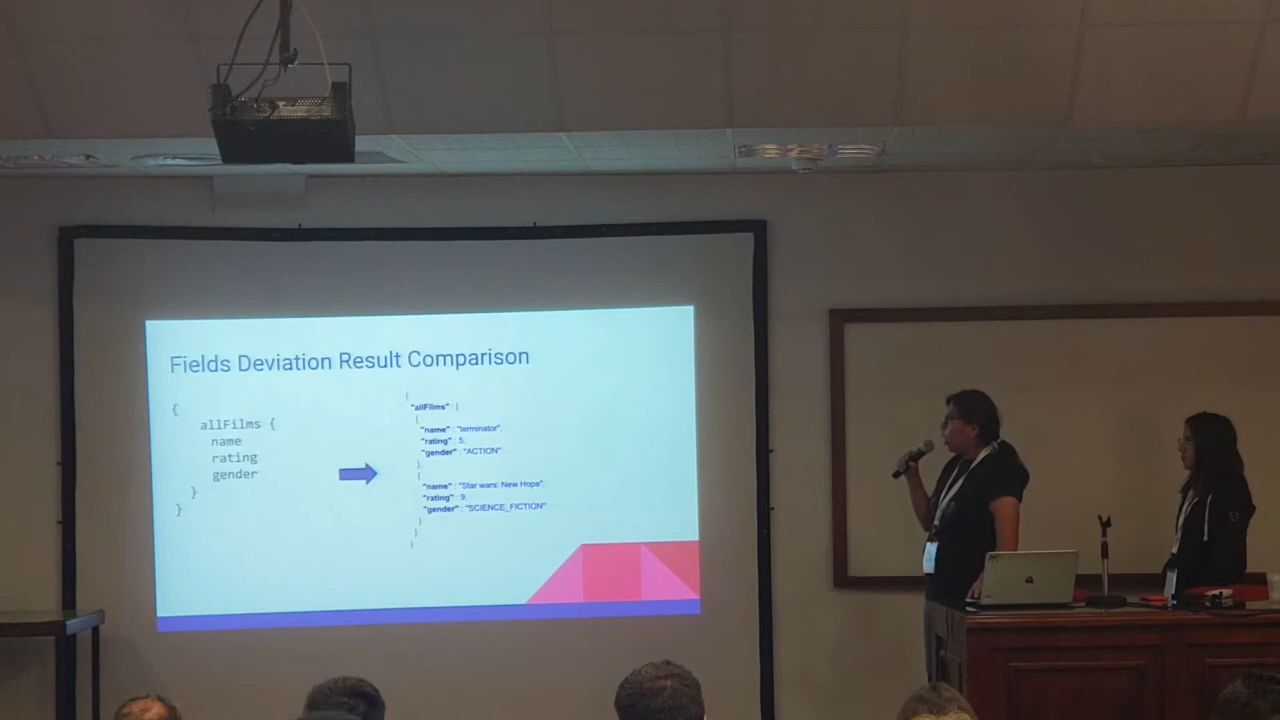 Fields Deviation Result Comparison
{
allFilms {
name
rating
gender
}
}
{
"allFilms" : [
{
"name" : "terminator",
"rating" : 5,
"gender" : "ACTION"
},
{
"name" : "Star wars: New Hope",
"rating" : 9,
"gender" : "SCIENCE_FICTION"
}
]
}